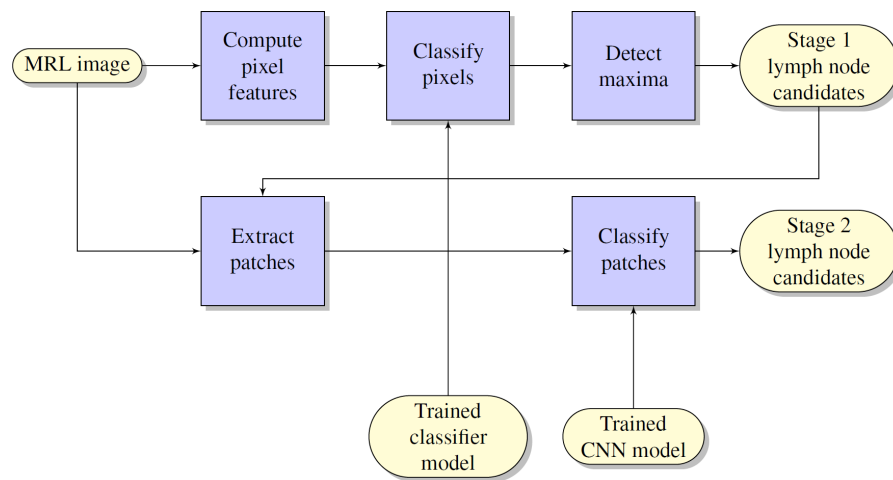 MRL image
Compute
pixel
features
Classify
pixels
Detect
maxima
Stage 1
lymph node
candidates
Extract
patches
Classify
patches
Stage 2
lymph node
candidates
Trained
classifier
model
Trained
CNN model